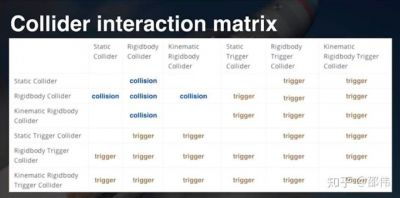 Collider interaction matrix
Static Collider Rigidbody Collider Kinematic Rigidbody Collider Static Trigger Collider Rigidbody Trigger Collider Kinematic Rigidbody Trigger Collider
Static Collider collision trigger trigger
Rigidbody Collider collision collision collision trigger trigger trigger
Kinematic Rigidbody Collider collision trigger trigger trigger
Static Trigger Collider trigger trigger trigger trigger
Rigidbody Trigger Collider trigger trigger trigger trigger trigger trigger
Kinematic Rigidbody Trigger Collider trigger trigger trigger trigger trigger trigger
知乎 @邵伟